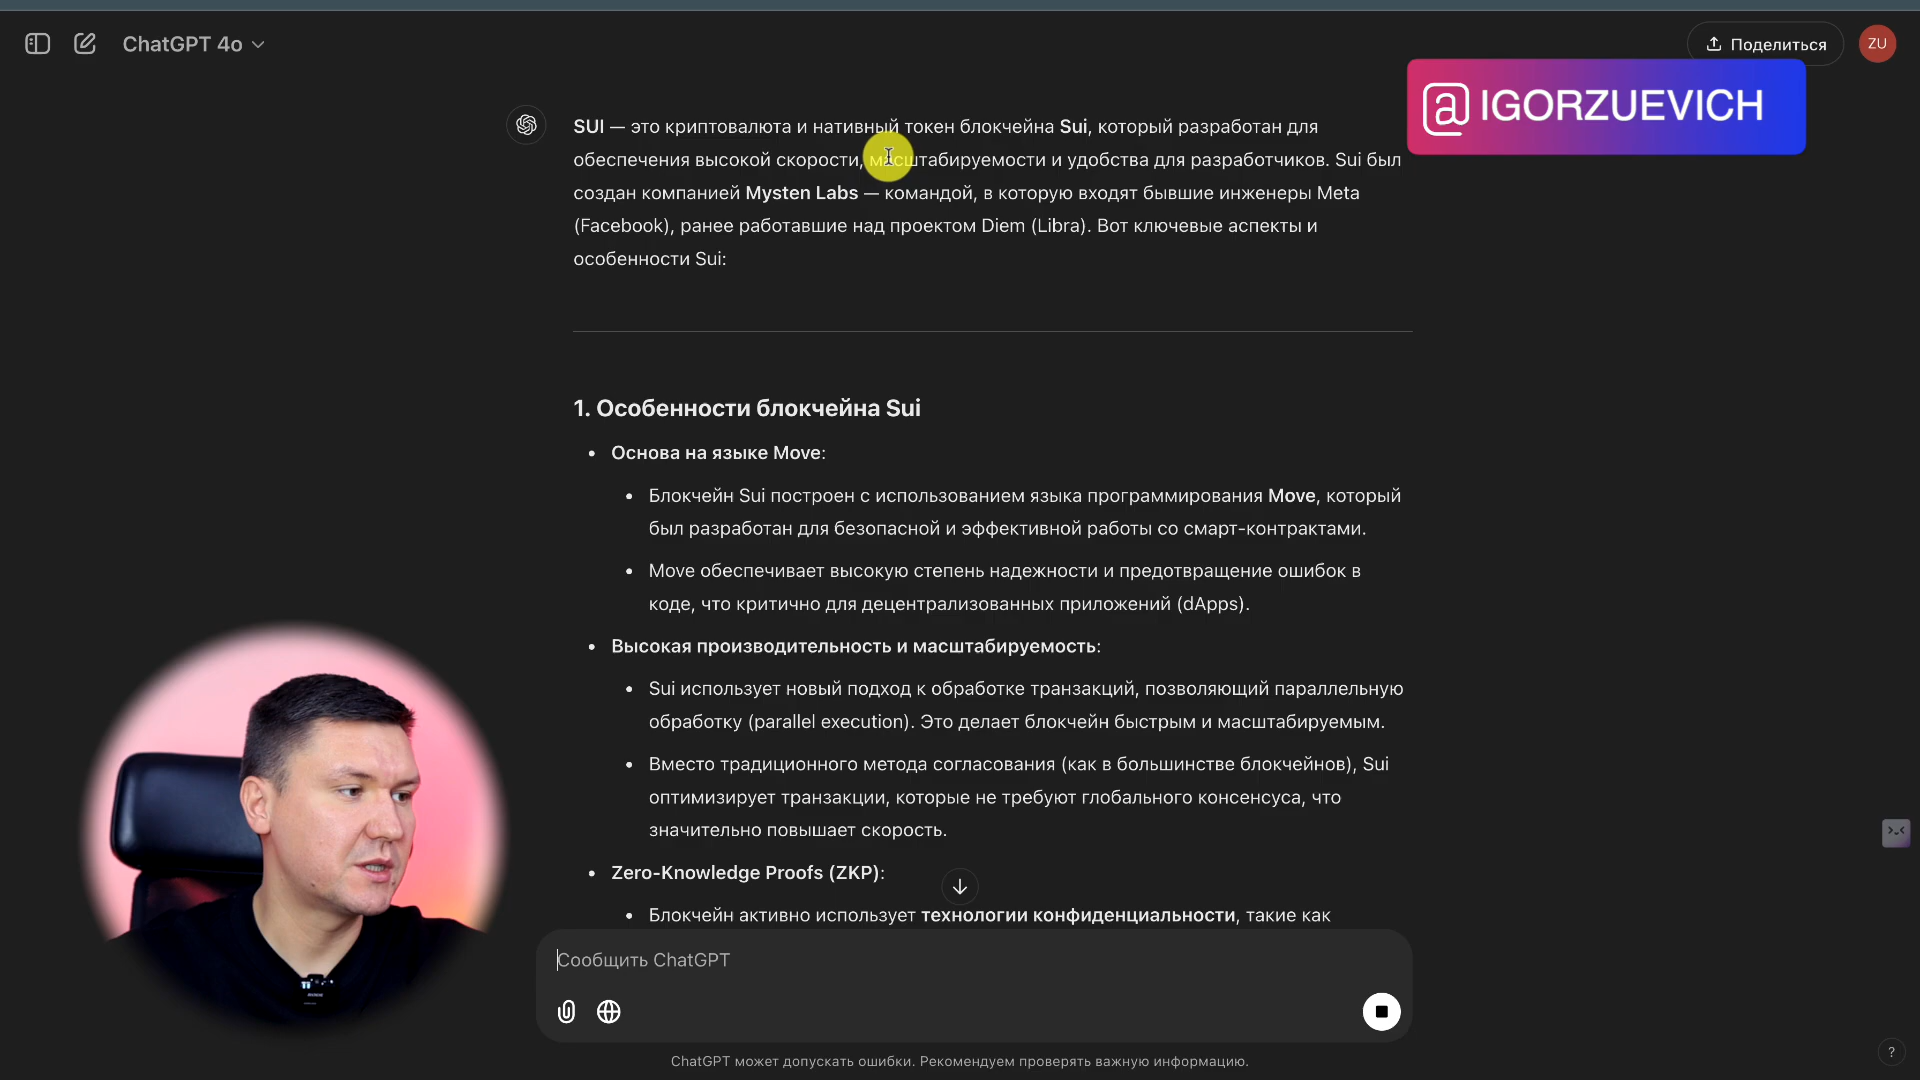 ChatGPT 4o
Поделиться
ZU
@IGORZUEVICH
SUI — это криптовалюта и нативный токен блокчейна Sui, который разработан для
обеспечения высокой скорости, масштабируемости и удобства для разработчиков. Sui был
создан компанией Mysten Labs — командой, в которую входят бывшие инженеры Meta
(Facebook), ранее работавшие над проектом Diem (Libra). Вот ключевые аспекты и
особенности Sui:
1. Особенности блокчейна Sui
• Основа на языке Move:
• Блокчейн Sui построен с использованием языка программирования Move, который
был разработан для безопасной и эффективной работы со смарт-контрактами.
• Move обеспечивает высокую степень надежности и предотвращение ошибок в
коде, что критично для децентрализованных приложений (dApps).
• Высокая производительность и масштабируемость:
• Sui использует новый подход к обработке транзакций, позволяющий параллельную
обработку (parallel execution). Это делает блокчейн быстрым и масштабируемым.
• Вместо традиционного метода согласования (как в большинстве блокчейнов), Sui
оптимизирует транзакции, которые не требуют глобального консенсуса, что
значительно повышает скорость.
• Zero-Knowledge Proofs (ZKP):
• Блокчейн активно использует технологии конфиденциальности, такие как
Сообщить ChatGPT
ChatGPT может допускать ошибки. Рекомендуем проверять важную информацию.
?